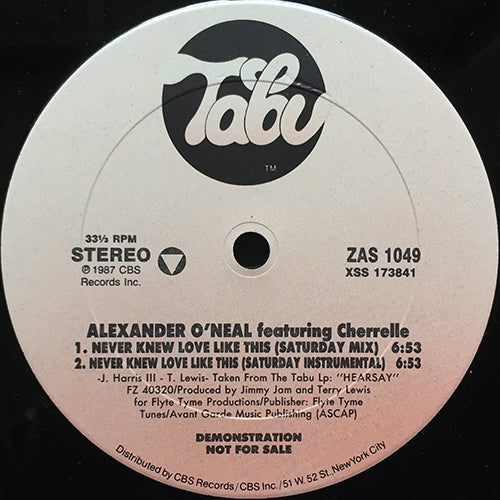 Tabu
TM
33⅓ RPM
STEREO
℗ 1987 CBS
Records Inc.
ZAS 1049
XSS 173841
ALEXANDER O'NEAL featuring Cherrelle
1. NEVER KNEW LOVE LIKE THIS (SATURDAY MIX) 6:53
2. NEVER KNEW LOVE LIKE THIS (SATURDAY INSTRUMENTAL) 6:53
-J. Harris III - T. Lewis- Taken From The Tabu Lp: "HEARSAY"
FZ 40320/Produced by Jimmy Jam and Terry Lewis
for Flyte Tyme Productions/Publisher: Flyte Tyme
Tunes/Avant Garde Music Publishing (ASCAP)
DEMONSTRATION
NOT FOR SALE
Distributed by CBS Records/CBS Inc./51 W. 52 St. New York City